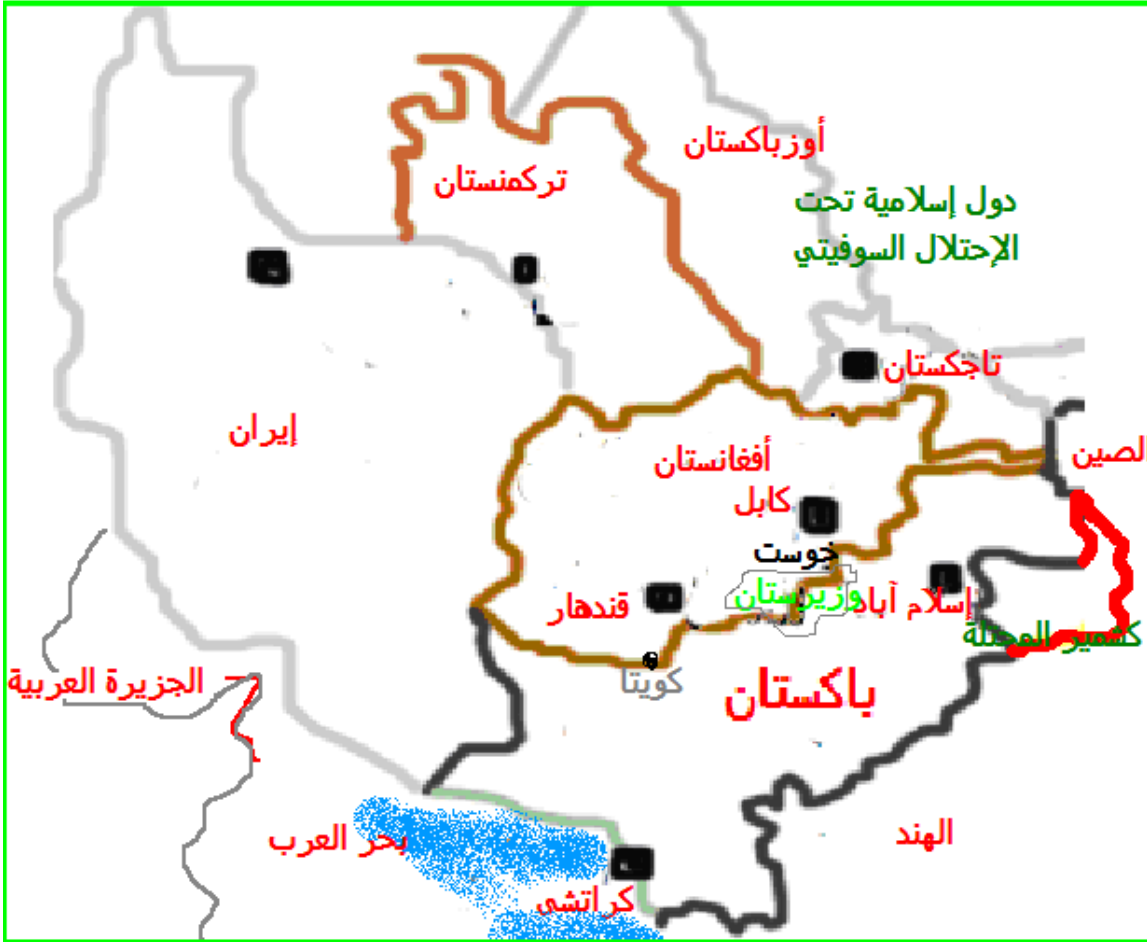 أوزباكستان
تركمنستان
دول إسلامية تحت
الإحتلال السوفيتي
تاجكستان
إيران
أفغانستان
الصين
كابل
خوست
وزيرستان
إسلام آباد
قندهار
كشمير المحتلة
كويتا
الجزيرة العربية
باكستان
بحر العرب
الهند
كراتشي